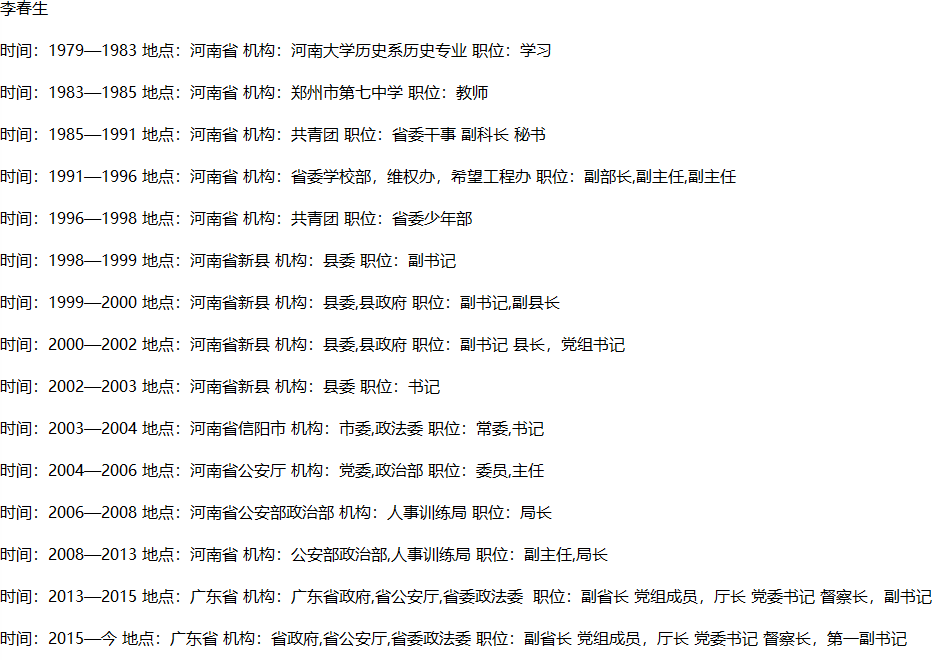 李春生
时间：1979—1983 地点：河南省 机构：河南大学历史系历史专业 职位：学习
时间：1983—1985 地点：河南省 机构：郑州市第七中学 职位：教师
时间：1985—1991 地点：河南省 机构：共青团 职位：省委干事 副科长 秘书
时间：1991—1996 地点：河南省 机构：省委学校部，维权办，希望工程办 职位：副部长,副主任,副主任
时间：1996—1998 地点：河南省 机构：共青团 职位：省委少年部
时间：1998—1999 地点：河南省新县 机构：县委 职位：副书记
时间：1999—2000 地点：河南省新县 机构：县委,县政府 职位：副书记,副县长
时间：2000—2002 地点：河南省新县 机构：县委,县政府 职位：副书记 县长，党组书记
时间：2002—2003 地点：河南省新县 机构：县委 职位：书记
时间：2003—2004 地点：河南省信阳市 机构：市委,政法委 职位：常委,书记
时间：2004—2006 地点：河南省公安厅 机构：党委,政治部 职位：委员,主任
时间：2006—2008 地点：河南省公安部政治部 机构：人事训练局 职位：局长
时间：2008—2013 地点：河南省 机构：公安部政治部,人事训练局 职位：副主任,局长
时间：2013—2015 地点：广东省 机构：广东省政府,省公安厅,省委政法委  职位：副省长 党组成员，厅长 党委书记 督察长，副书记
时间：2015—今 地点：广东省 机构：省政府,省公安厅,省委政法委 职位：副省长 党组成员，厅长 党委书记 督察长，第一副书记